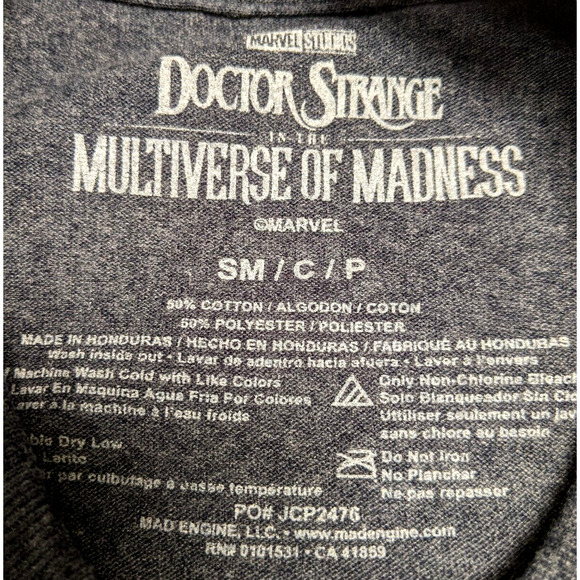 MARVEL STUDIOS
DOCTOR STRANGE
IN THE
MULTIVERSE OF MADNESS
©MARVEL
SM / C / P
50% COTTON / ALGODON / COTON
50% POLYESTER / POLIESTER
MADE IN HONDURAS / HECHO EN HONDURAS / FABRIQUÉ AU HONDURAS
Wash inside out • Lavar de adentro hacia afuera • Laver à l'envers
Machine Wash Cold with Like Colors
Lavar En Maquina Agua Fria Por Colores
Laver à la machine à l'eau froids
Only Non-Chlorine Bleach
Solo Blanqueador Sin Clo
Utiliser seulement un jav
sans chlore au besoin
Dry Low
Lento
par culbutage à basse température
Do Not Iron
No Planchar
Ne pas repasser
PO# JCP2476
MAD ENGINE, LLC. • www.madengine.com
RN# 0101531 • CA 41859